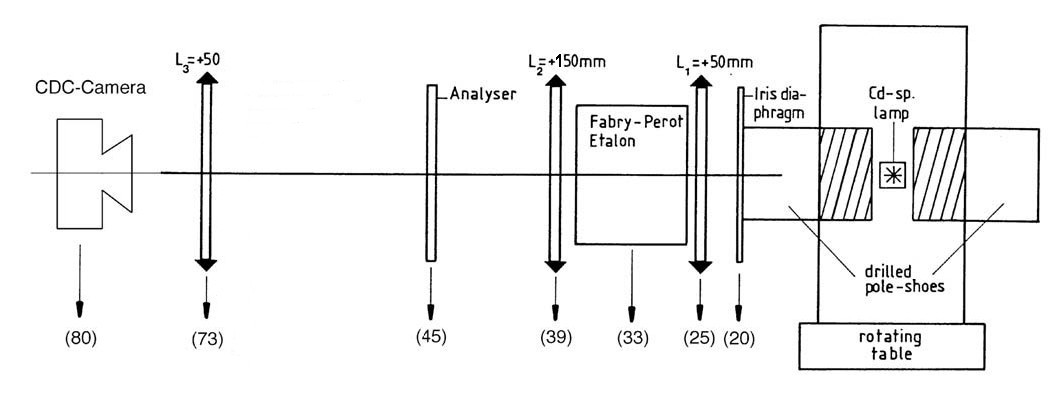 L3=+50
CDC-Camera
Analyser
L2=+150mm
Fabry-Perot
Etalon
L1=+50mm
Iris dia-
phragm
Cd-sp.
lamp
drilled
pole-shoes
(80)
(73)
(45)
(39)
(33)
(25)
(20)
rotating
table